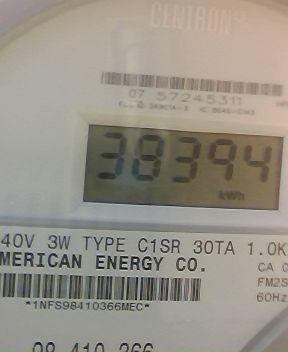 CENTRON
07 57245311
38394
kWh
40V 3W TYPE C1SR 30TA 1.0K
MERICAN ENERGY CO.
CA 0
FM2S
60Hz
*1NFS98410366MEC*
98 410 366